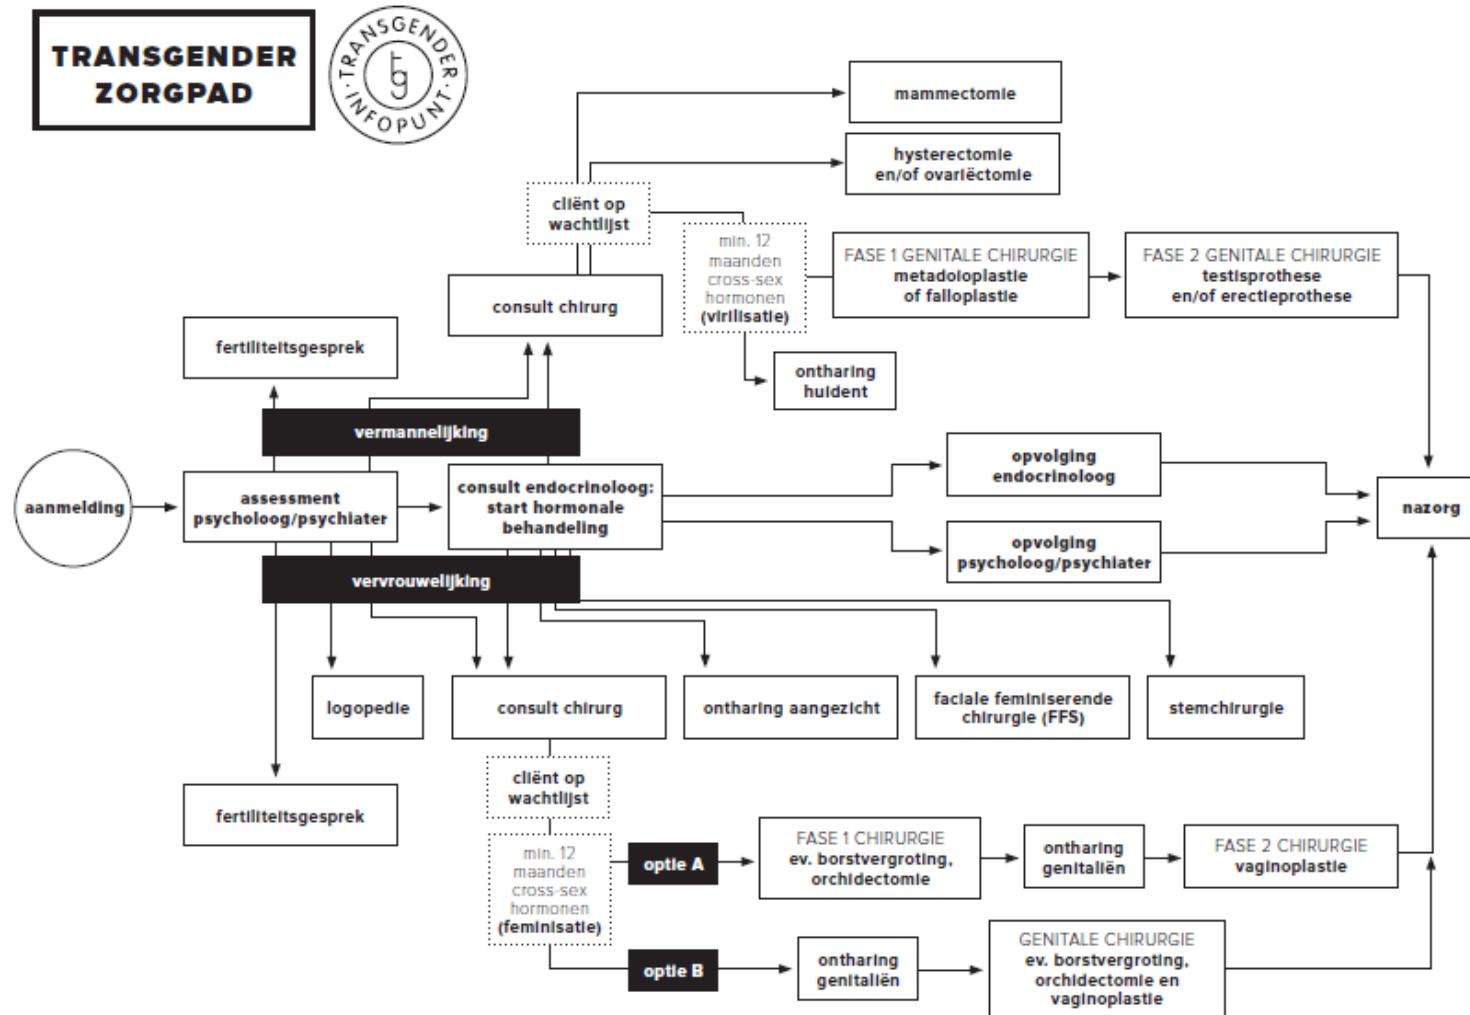 TRANSGENDER
ZORGPAD
TRANSGENDER
INFOPUNT
tg
mammectomie
hysterectomie
en/of ovariëctomie
cliënt op
wachtlijst
min. 12
maanden
cross-sex
hormonen
(virilisatie)
FASE 1 GENITALE CHIRURGIE
metadoioplastie
of falloplastie
FASE 2 GENITALE CHIRURGIE
testisprothese
en/of erectieprothese
consult chirurg
fertiliteitsgesprek
ontharing
huident
vermannelijking
aanmelding
assessment
psycholoog/psychiater
consult endocrinoloog:
start hormonale
behandeling
opvolging
endocrinoloog
opvolging
psycholoog/psychiater
nazorg
vervrouwelijking
logopedie
consult chirurg
ontharing aangezicht
faciale feminiserende
chirurgie (FFS)
stemchirurgie
fertiliteitsgesprek
cliënt op
wachtlijst
min. 12
maanden
cross-sex
hormonen
(feminisatie)
optie A
FASE 1 CHIRURGIE
ev. borstvergroting,
orchidectomie
ontharing
genitaliën
FASE 2 CHIRURGIE
vaginoplastie
optie B
ontharing
genitaliën
GENITALE CHIRURGIE
ev. borstvergroting,
orchidectomie en
vaginoplastie